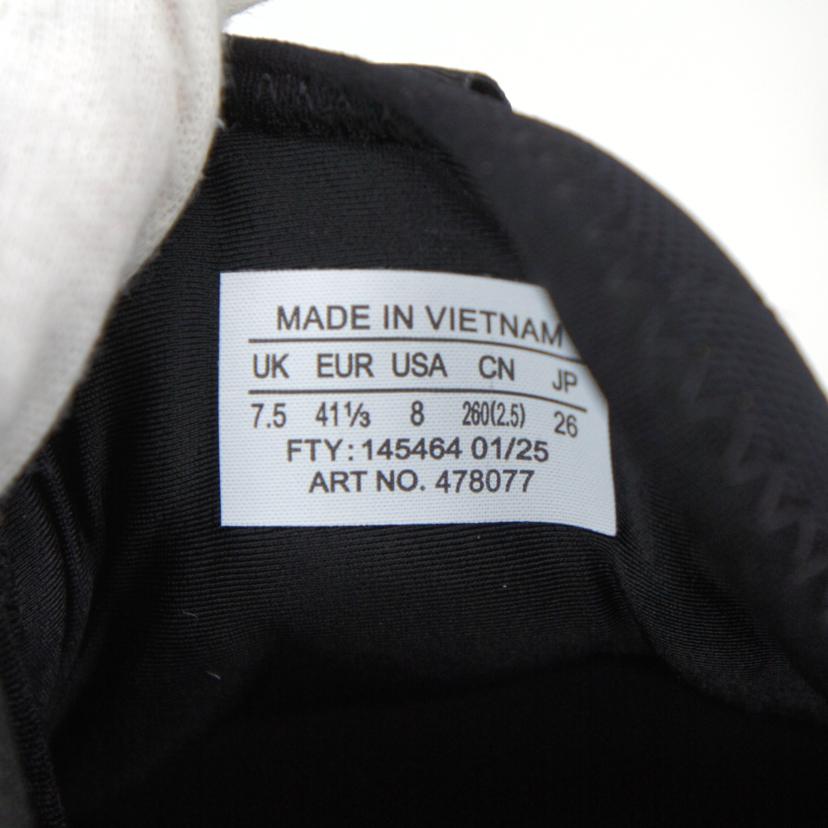 MADE IN VIETNAM
UK EUR USA CN JP
7.5 41⅓ 8 260(2.5) 26
FTY: 145464 01/25
ART NO. 478077